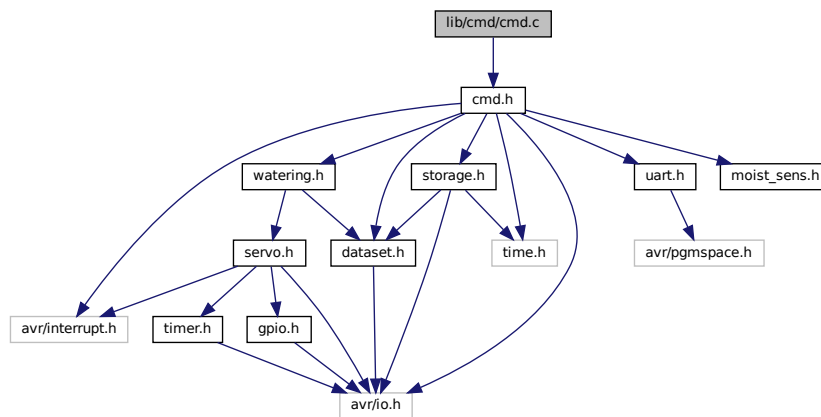 lib/cmd/cmd.c
cmd.h
watering.h
storage.h
uart.h
moist_sens.h
servo.h
dataset.h
time.h
avr/pgmspace.h
avr/interrupt.h
timer.h
gpio.h
avr/io.h